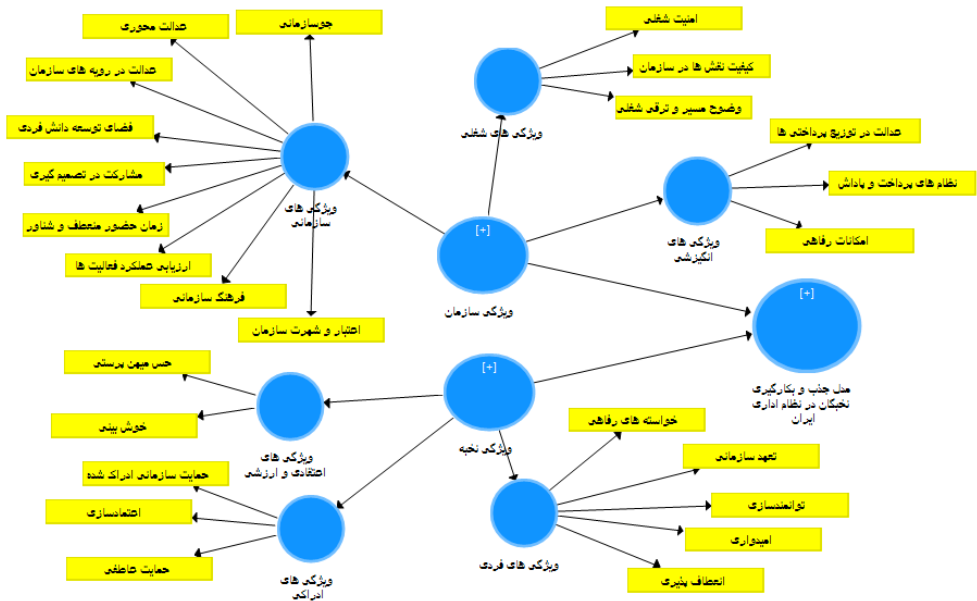 جوسازمانی
عدالت محوری
عدالت در رویه های سازمان
فضای توسعه دانش فردی
مشارکت در تصمیم گیری
زمان حضور منعطف و شناور
ارزیابی عملکرد فعالیت ها
فرهنگ سازمانی
اعتبار و شهرت سازمان
ویژگی های
سازمانی
امنیت شغلی
کیفیت نقش ها در سازمان
وضوح مسیر و ترقی شغلی
ویژگی های شغلی
عدالت در توزیع پرداختی ها
نظام های پرداخت و پاداش
امکانات رفاهی
ویژگی های
انگیزشی
[+]
ویژگی سازمان
[+]
مدل جذب و بکارگیری
نخبگان در نظام اداری
ایران
[+]
ویژگی نخبه
حس میهن پرستی
خوش بینی
ویژگی های
اعتقادی و ارزشی
حمایت سازمانی ادراک شده
اعتمادسازی
حمایت عاطفی
ویژگی های
ادراکی
خواسته های رفاهی
تعهد سازمانی
توانمندسازی
امیدواری
انعطاف پذیری
ویژگی های فردی